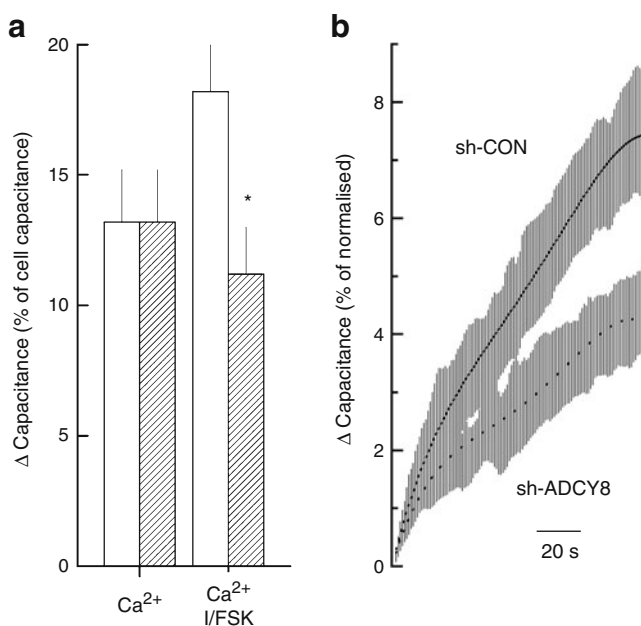 a
Δ Capacitance (% of cell capacitance)
20
15
10
5
0
*
Ca²⁺
Ca²⁺
I/FSK
b
Δ Capacitance (% of normalised)
8
6
4
2
0
sh-CON
sh-ADCY8
20 s